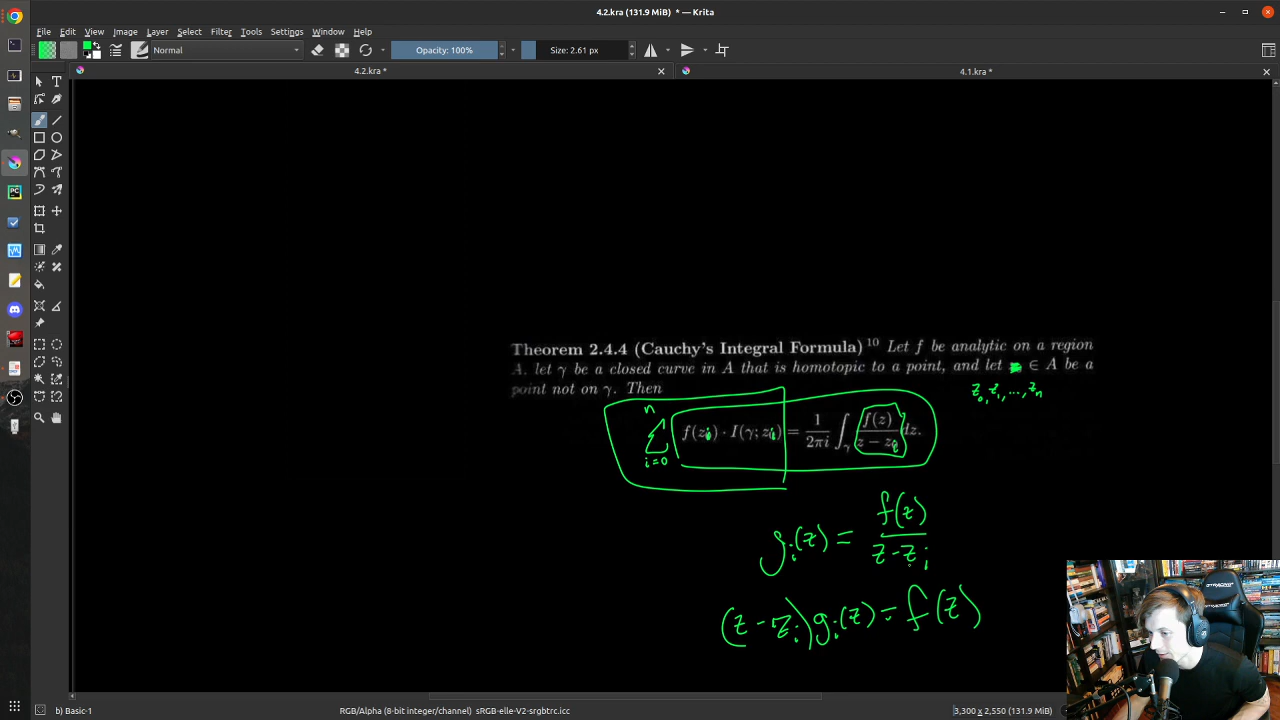 4.2.kra (131.9 MiB) * — Krita
File Edit View Image Layer Select Filter Tools Settings Window Help
Normal Opacity: 100% Size: 2.61 px
4.2.kra * 4.1.kra *
Theorem 2.4.4 (Cauchy's Integral Formula) 10 Let f be analytic on a region
A. let γ be a closed curve in A that is homotopic to a point, and let ∈ A be a
point not on γ. Then
z₀, z₁, ..., zₙ
n
∑ f(zᵢ) · I(γ; zᵢ) = 1/2πi ∫γ f(z)/z − zᵢ dz.
i=0
gᵢ(z) = f(z)/z-zᵢ
(z-zᵢ)gᵢ(z) = f(z)
b) Basic-1 RGB/Alpha (8-bit integer/channel) sRGB-elle-V2-srgbtrc.icc 3,300 x 2,550 (131.9 MiB)